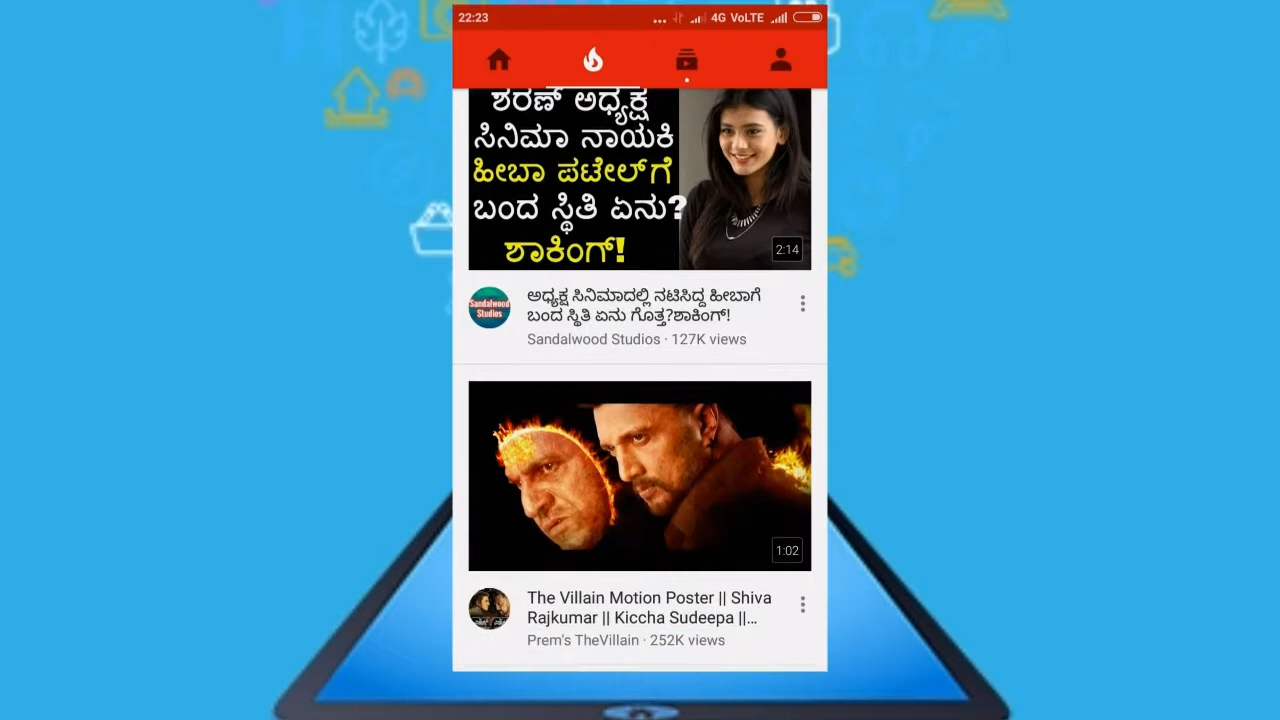 22:23
4G VoLTE
ಶರಣ್ ಅಧ್ಯಕ್ಷ
ಸಿನಿಮಾ ನಾಯಕಿ
ಹೀಬಾ ಪಟೇಲ್‌ಗೆ
ಬಂದ ಸ್ಥಿತಿ ಏನು?
ಶಾಕಿಂಗ್!
2:14
Sandalwood
Studios
ಅಧ್ಯಕ್ಷ ಸಿನಿಮಾದಲ್ಲಿ ನಟಿಸಿದ್ದ ಹೀಬಾಗೆ
ಬಂದ ಸ್ಥಿತಿ ಏನು ಗೊತ್ತ?ಶಾಕಿಂಗ್!
Sandalwood Studios · 127K views
1:02
The Villain Motion Poster || Shiva
Rajkumar || Kiccha Sudeepa ||...
Prem's TheVillain · 252K views